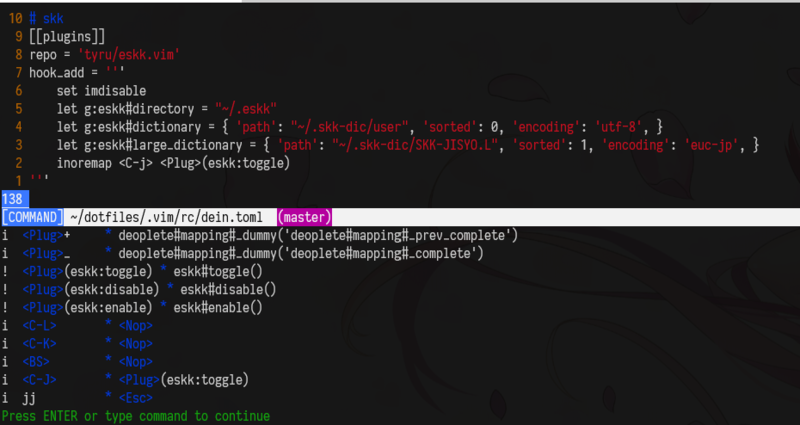 10 # skk
9 [[plugins]]
8 repo = 'tyru/eskk.vim'
7 hook_add = '''
6     set imdisable
5     let g:eskk#directory = "~/.eskk"
4     let g:eskk#dictionary = { 'path': "~/.skk-dic/user", 'sorted': 0, 'encoding': 'utf-8', }
3     let g:eskk#large_dictionary = { 'path': "~/.skk-dic/SKK-JISYO.L", 'sorted': 1, 'encoding': 'euc-jp', }
2     inoremap <C-j> <Plug>(eskk:toggle)
1 '''
138
[COMMAND] ~/dotfiles/.vim/rc/dein.toml (master)
i  <Plug>+     * deoplete#mapping#_dummy('deoplete#mapping#_prev_complete')
i  <Plug>_     * deoplete#mapping#_dummy('deoplete#mapping#_complete')
!  <Plug>(eskk:toggle) * eskk#toggle()
!  <Plug>(eskk:disable) * eskk#disable()
!  <Plug>(eskk:enable) * eskk#enable()
i  <C-L>       * <Nop>
i  <C-K>       * <Nop>
i  <BS>        * <Nop>
i  <C-J>       * <Plug>(eskk:toggle)
i  jj          * <Esc>
Press ENTER or type command to continue